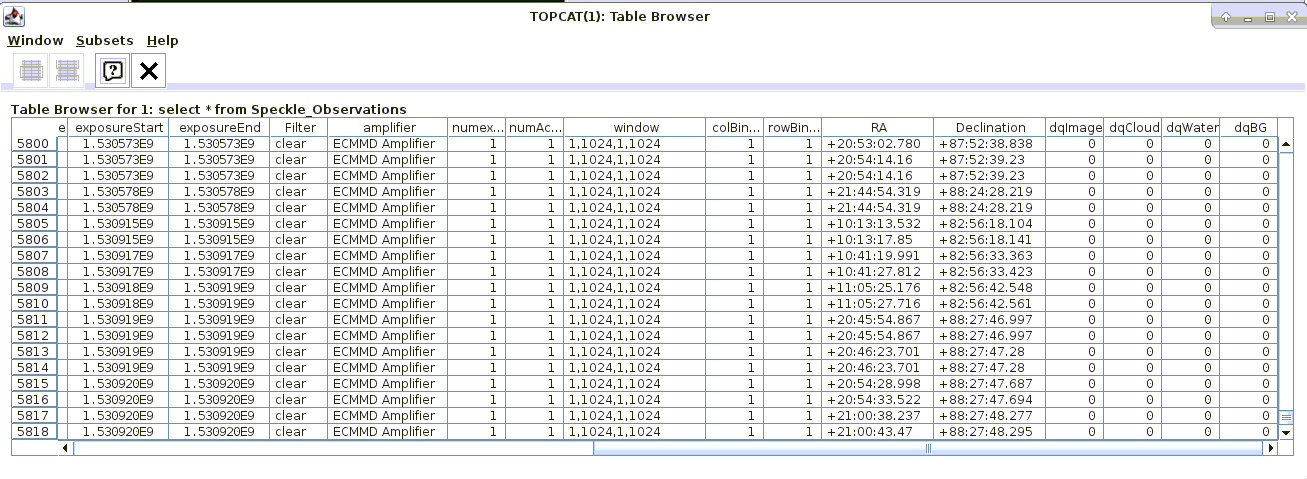 TOPCAT(1): Table Browser
Window Subsets Help
Table Browser for 1: select * from Speckle_Observations
e exposureStart exposureEnd Filter amplifier numex... numAc... window colBin... rowBin... RA Declination dqImage dqCloud dqWater dqBG
5800 1.530573E9 1.530573E9 clear ECMMD Amplifier 1 1 1,1024,1,1024 1 1 +20:53:02.780 +87:52:38.838 0 0 0 0
5801 1.530573E9 1.530573E9 clear ECMMD Amplifier 1 1 1,1024,1,1024 1 1 +20:54:14.16 +87:52:39.23 0 0 0 0
5802 1.530573E9 1.530573E9 clear ECMMD Amplifier 1 1 1,1024,1,1024 1 1 +20:54:14.16 +87:52:39.23 0 0 0 0
5803 1.530578E9 1.530578E9 clear ECMMD Amplifier 1 1 1,1024,1,1024 1 1 +21:44:54.319 +88:24:28.219 0 0 0 0
5804 1.530578E9 1.530578E9 clear ECMMD Amplifier 1 1 1,1024,1,1024 1 1 +21:44:54.319 +88:24:28.219 0 0 0 0
5805 1.530915E9 1.530915E9 clear ECMMD Amplifier 1 1 1,1024,1,1024 1 1 +10:13:13.532 +82:56:18.104 0 0 0 0
5806 1.530915E9 1.530915E9 clear ECMMD Amplifier 1 1 1,1024,1,1024 1 1 +10:13:17.85 +82:56:18.141 0 0 0 0
5807 1.530917E9 1.530917E9 clear ECMMD Amplifier 1 1 1,1024,1,1024 1 1 +10:41:19.991 +82:56:33.363 0 0 0 0
5808 1.530917E9 1.530917E9 clear ECMMD Amplifier 1 1 1,1024,1,1024 1 1 +10:41:27.812 +82:56:33.423 0 0 0 0
5809 1.530918E9 1.530919E9 clear ECMMD Amplifier 1 1 1,1024,1,1024 1 1 +11:05:25.176 +82:56:42.548 0 0 0 0
5810 1.530918E9 1.530919E9 clear ECMMD Amplifier 1 1 1,1024,1,1024 1 1 +11:05:27.716 +82:56:42.561 0 0 0 0
5811 1.530919E9 1.530919E9 clear ECMMD Amplifier 1 1 1,1024,1,1024 1 1 +20:45:54.867 +88:27:46.997 0 0 0 0
5812 1.530919E9 1.530919E9 clear ECMMD Amplifier 1 1 1,1024,1,1024 1 1 +20:45:54.867 +88:27:46.997 0 0 0 0
5813 1.530919E9 1.530919E9 clear ECMMD Amplifier 1 1 1,1024,1,1024 1 1 +20:46:23.701 +88:27:47.28 0 0 0 0
5814 1.530919E9 1.530919E9 clear ECMMD Amplifier 1 1 1,1024,1,1024 1 1 +20:46:23.701 +88:27:47.28 0 0 0 0
5815 1.530920E9 1.530920E9 clear ECMMD Amplifier 1 1 1,1024,1,1024 1 1 +20:54:28.998 +88:27:47.687 0 0 0 0
5816 1.530920E9 1.530920E9 clear ECMMD Amplifier 1 1 1,1024,1,1024 1 1 +20:54:33.522 +88:27:47.694 0 0 0 0
5817 1.530920E9 1.530920E9 clear ECMMD Amplifier 1 1 1,1024,1,1024 1 1 +21:00:38.237 +88:27:48.277 0 0 0 0
5818 1.530920E9 1.530920E9 clear ECMMD Amplifier 1 1 1,1024,1,1024 1 1 +21:00:43.47 +88:27:48.295 0 0 0 0